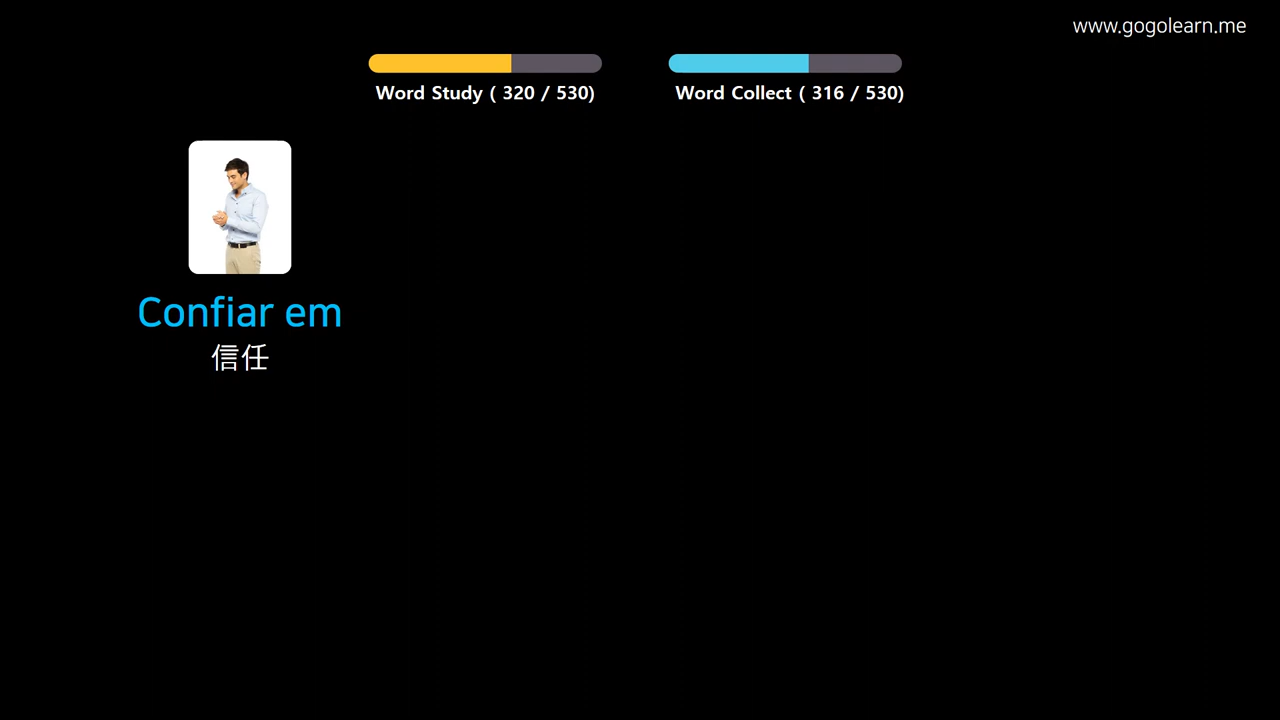 www.gogolearn.me
Word Study ( 320 / 530)
Word Collect ( 316 / 530)
Confiar em
信任